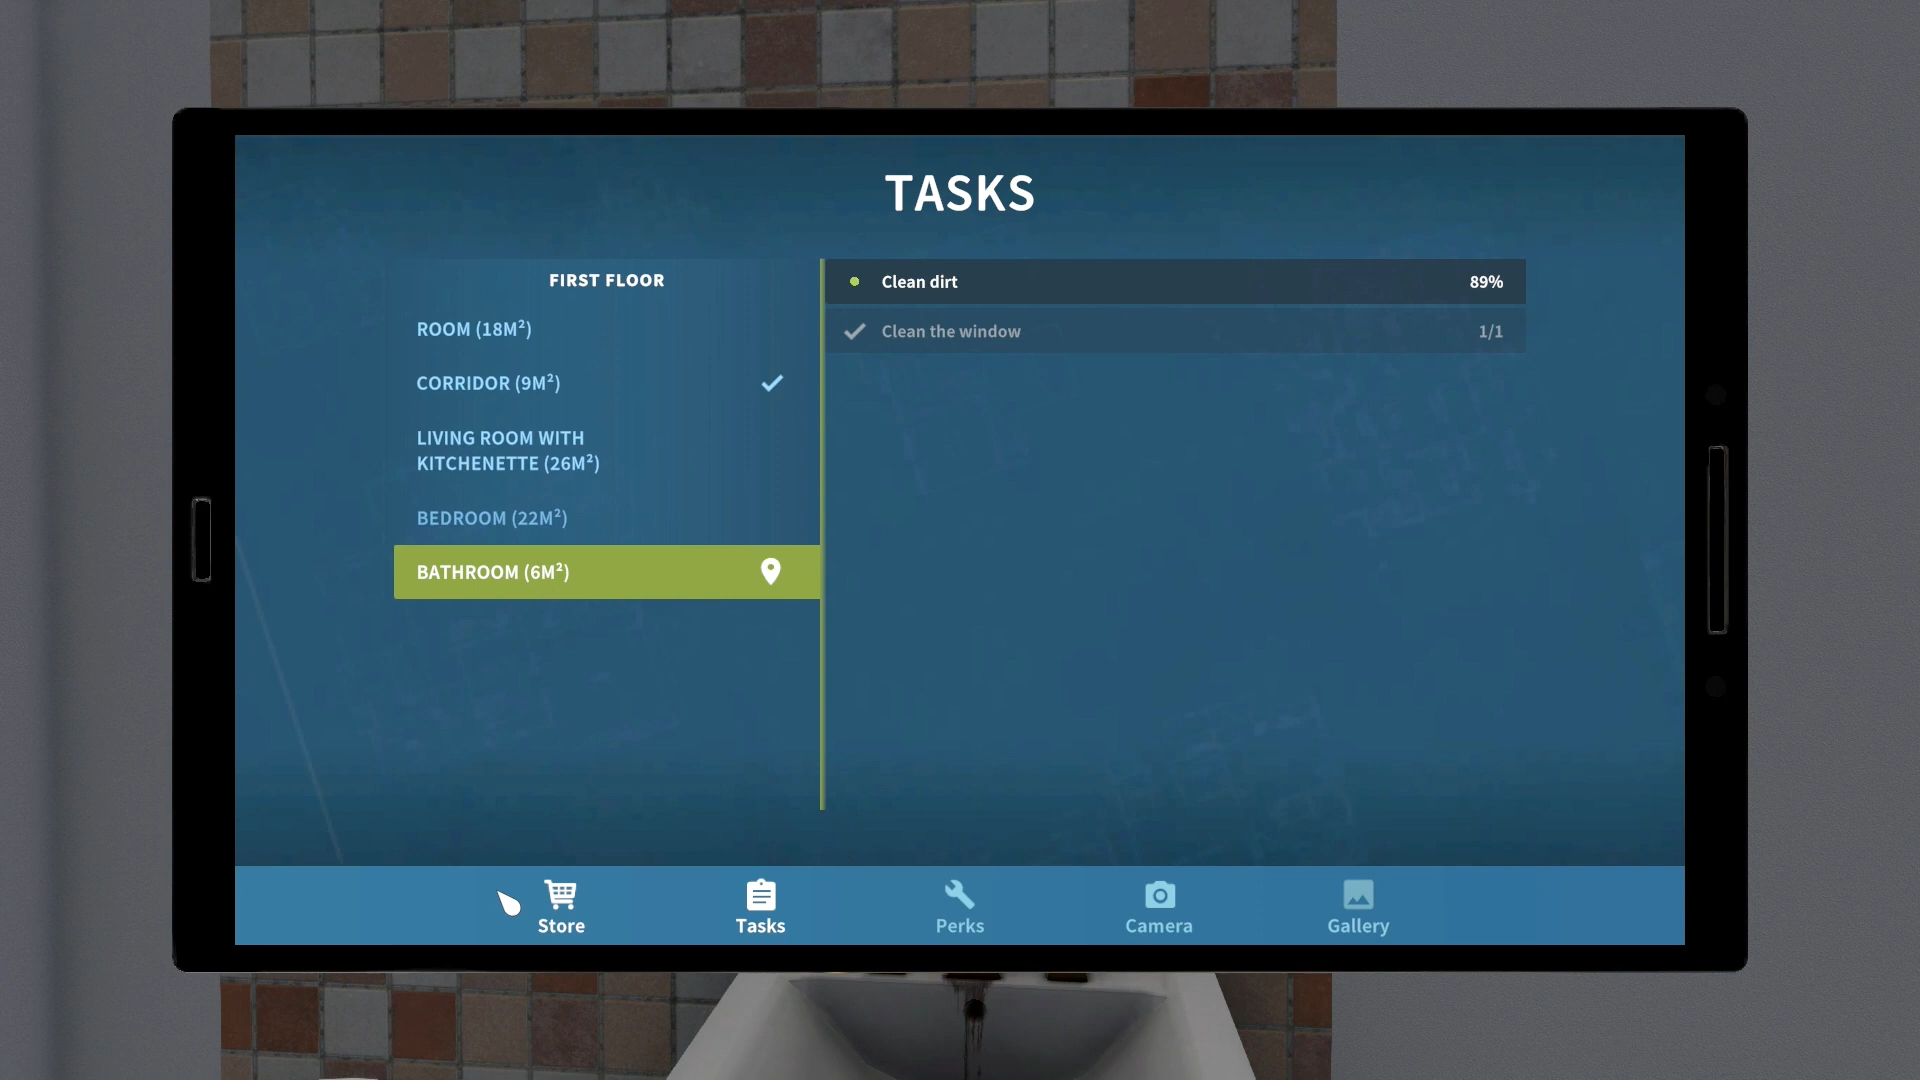 TASKS
FIRST FLOOR
ROOM (18M²)
CORRIDOR (9M²)
LIVING ROOM WITH
KITCHENETTE (26M²)
BEDROOM (22M²)
BATHROOM (6M²)
Clean dirt 89%
Clean the window 1/1
Store Tasks Perks Camera Gallery